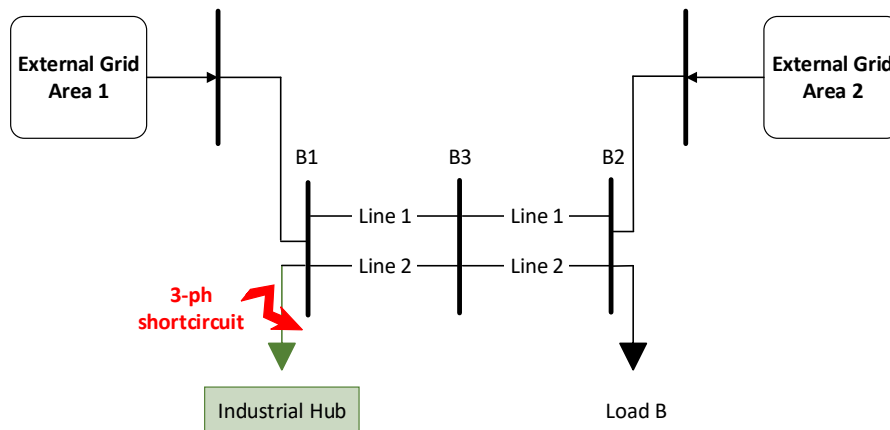 External Grid
Area 1
External Grid
Area 2
B1
B3
B2
Line 1
Line 1
Line 2
Line 2
3-ph
shortcircuit
Industrial Hub
Load B